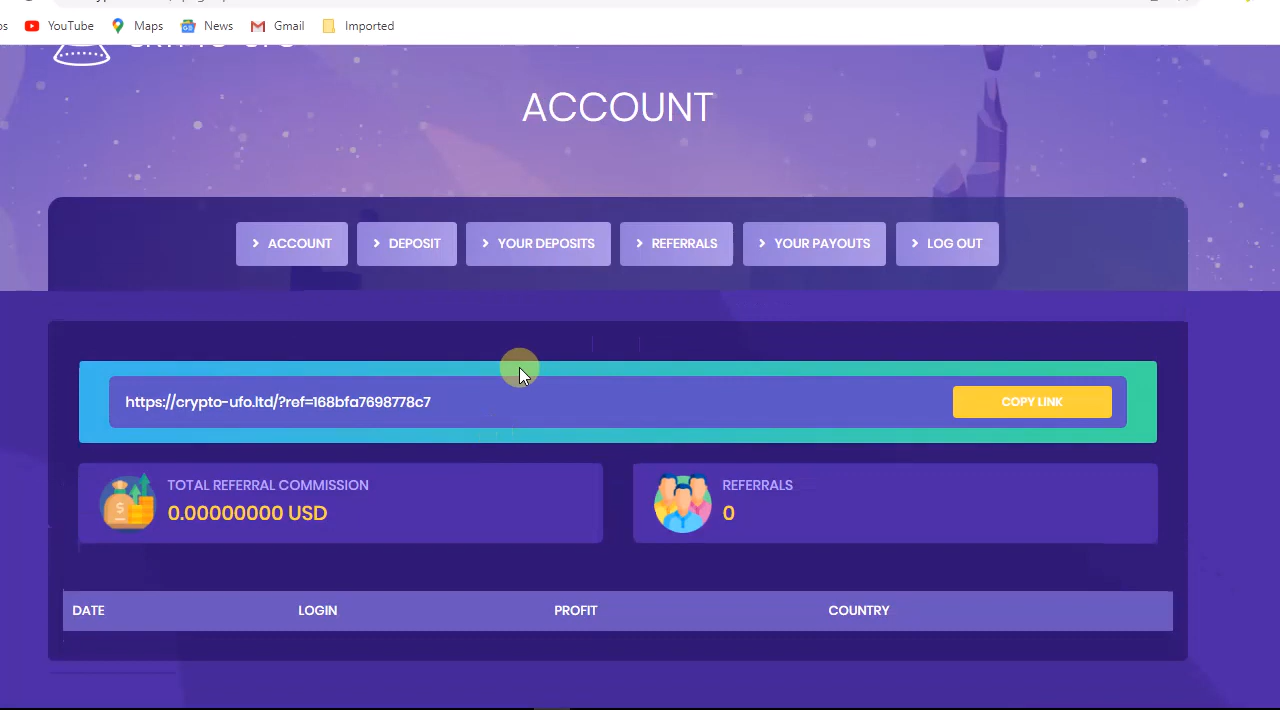 YouTube Maps News Gmail Imported
ACCOUNT
ACCOUNT DEPOSIT YOUR DEPOSITS REFERRALS YOUR PAYOUTS LOG OUT
https://crypto-ufo.ltd/?ref=168bfa7698778c7 COPY LINK
TOTAL REFERRAL COMMISSION REFERRALS
0.00000000 USD 0
DATE LOGIN PROFIT COUNTRY